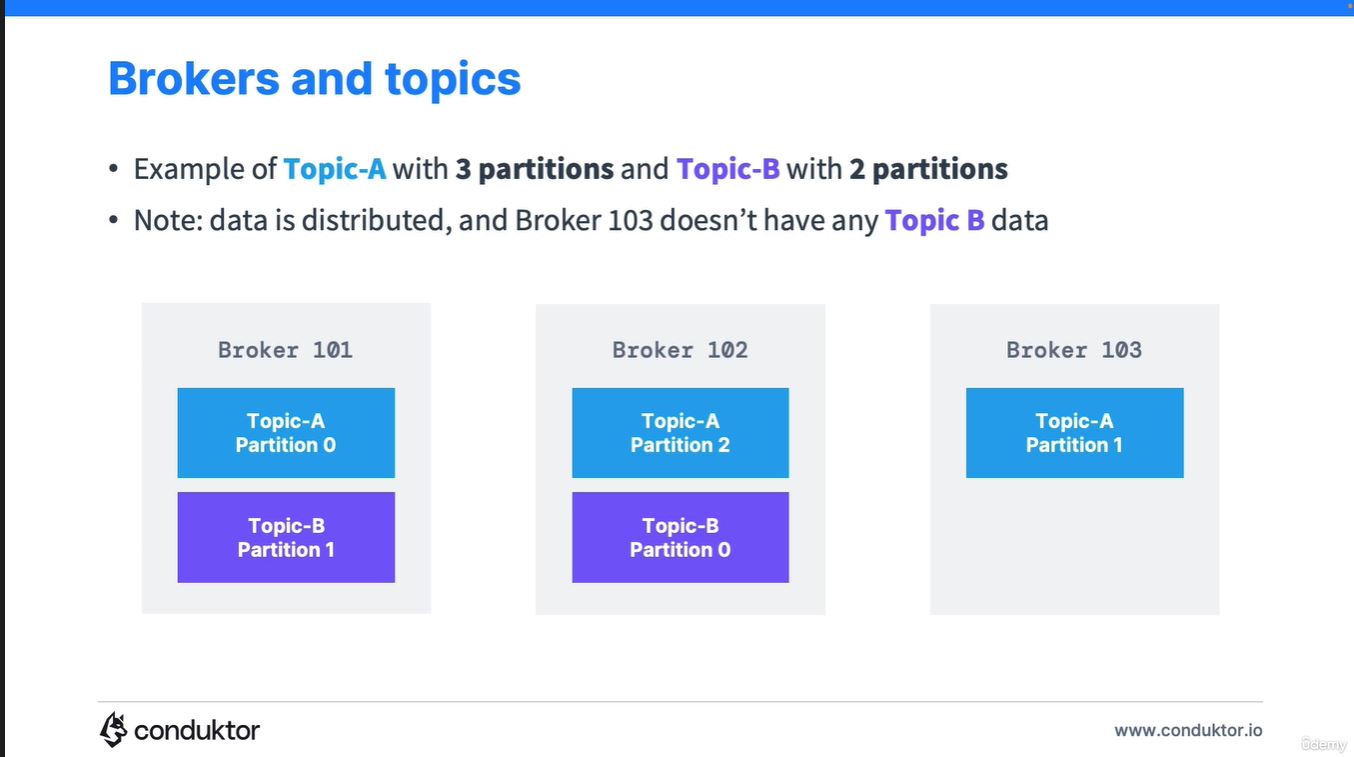 Brokers and topics
• Example of Topic-A with 3 partitions and Topic-B with 2 partitions
• Note: data is distributed, and Broker 103 doesn’t have any Topic B data
Broker 101
Topic-A
Partition 0
Topic-B
Partition 1
Broker 102
Topic-A
Partition 2
Topic-B
Partition 0
Broker 103
Topic-A
Partition 1
conduktor
www.conduktor.io
ûdemy